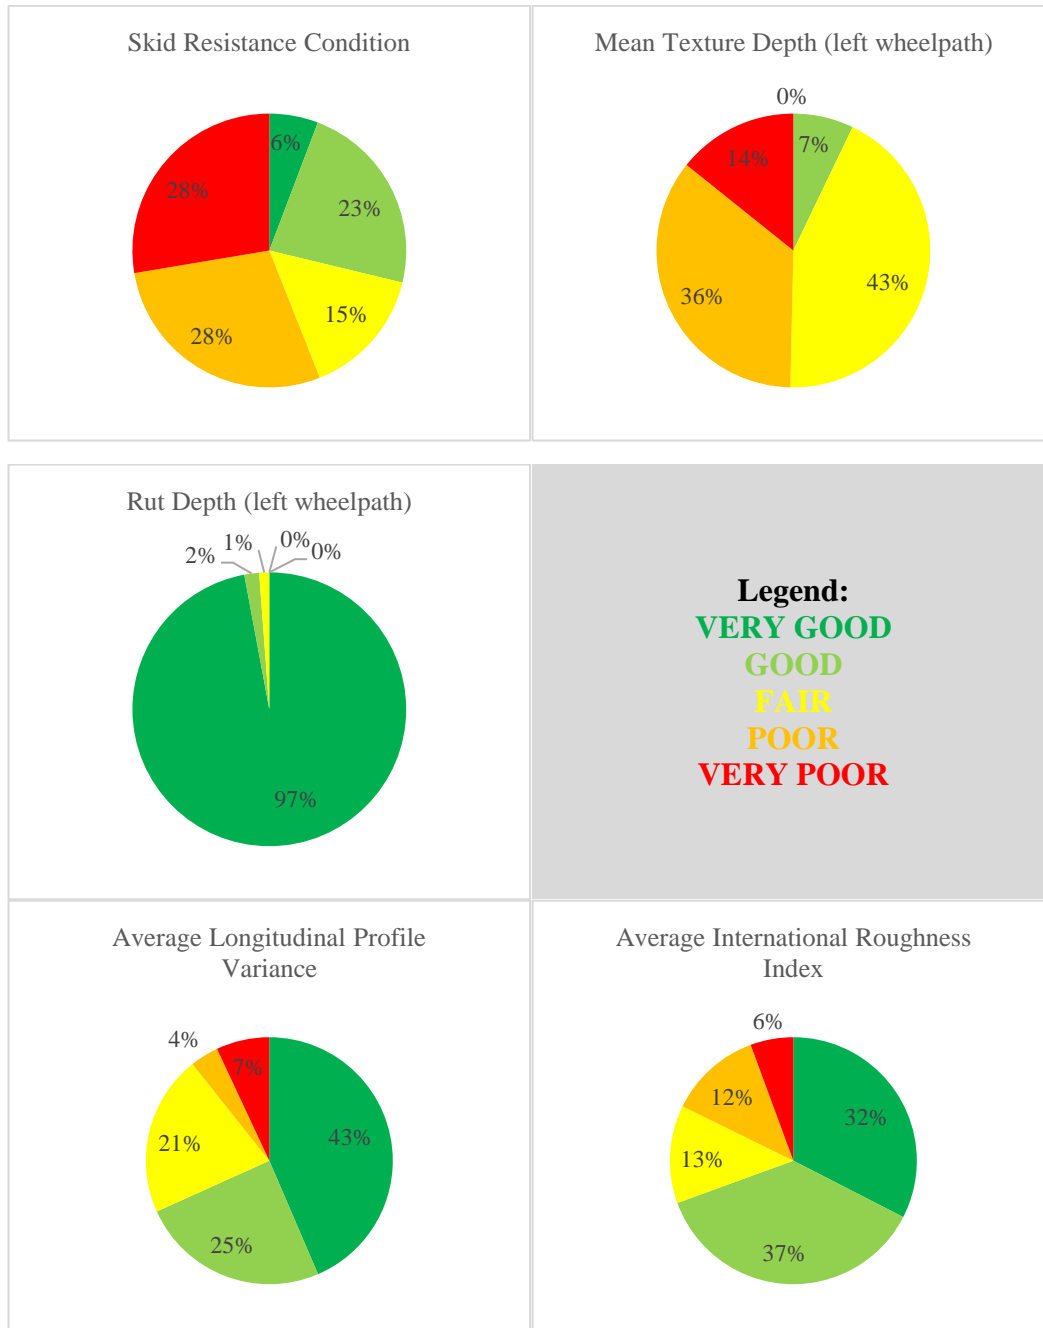 Skid Resistance Condition
6%
23%
15%
28%
28%
Mean Texture Depth (left wheelpath)
0%
7%
43%
36%
14%
Rut Depth (left wheelpath)
2%
1%
0%
0%
97%
Legend:
VERY GOOD
GOOD
FAIR
POOR
VERY POOR
Average Longitudinal Profile
Variance
4%
7%
43%
21%
25%
Average International Roughness
Index
6%
12%
32%
13%
37%